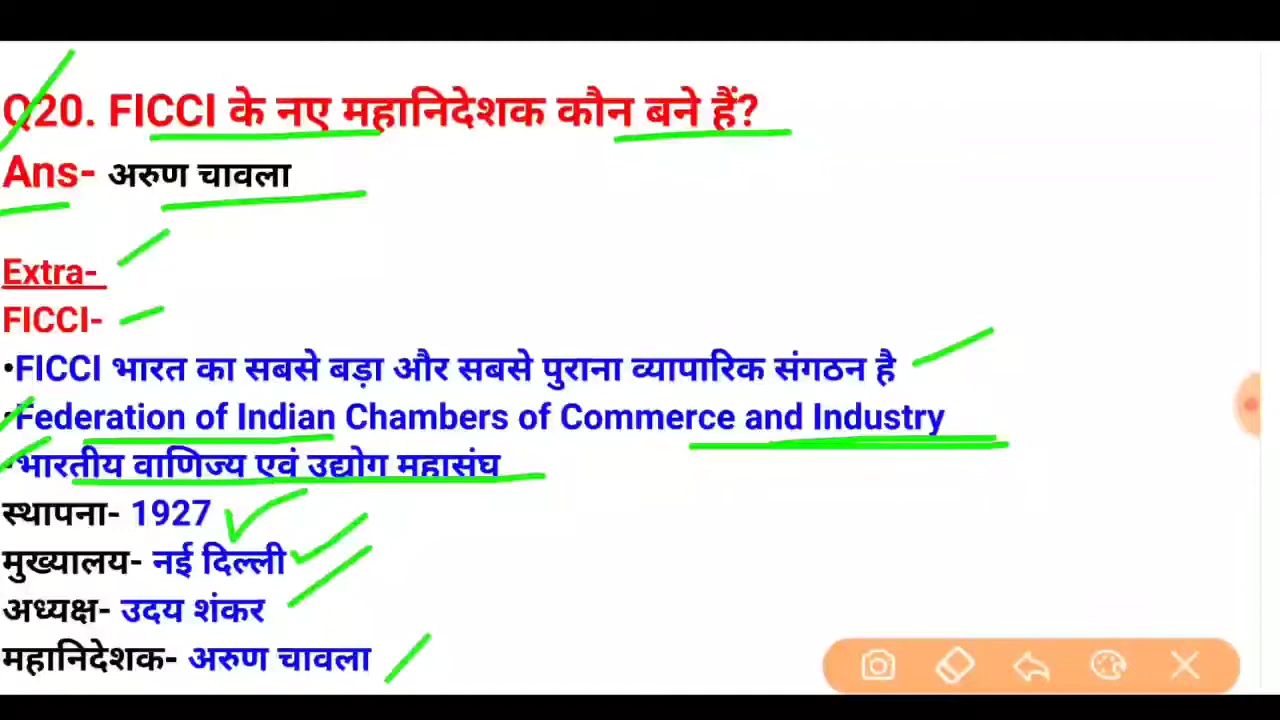 Q20. FICCI के नए महानिदेशक कौन बने हैं?
Ans- अरुण चावला
Extra-
FICCI-
•FICCI भारत का सबसे बड़ा और सबसे पुराना व्यापारिक संगठन है
•Federation of Indian Chambers of Commerce and Industry
•भारतीय वाणिज्य एवं उद्योग महासंघ
स्थापना- 1927
मुख्यालय- नई दिल्ली
अध्यक्ष- उदय शंकर
महानिदेशक- अरुण चावला